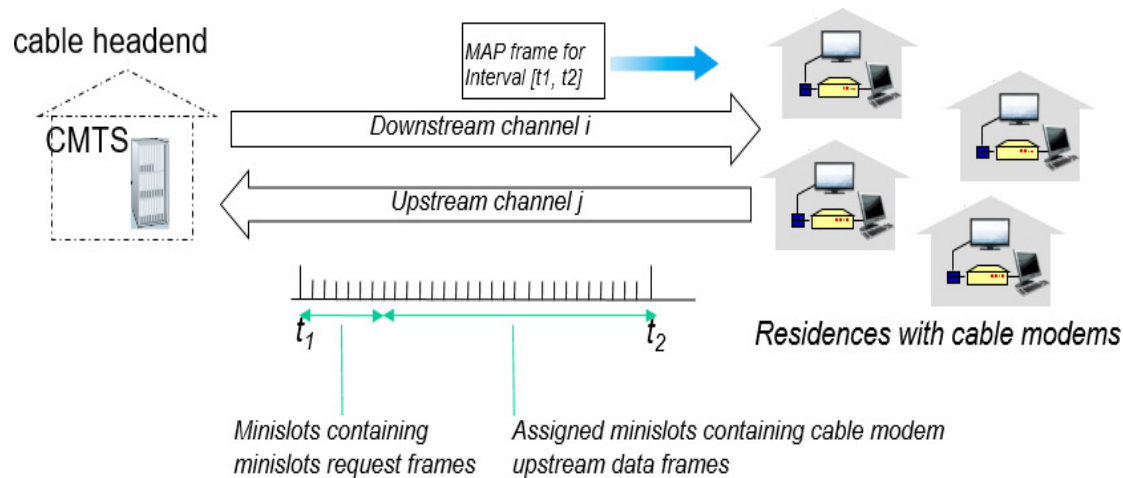 cable headend
MAP frame for
Interval [t1, t2]
CMTS
Downstream channel i
Upstream channel j
t1
t2
Residences with cable modems
Minislots containing
minislots request frames
Assigned minislots containing cable modem
upstream data frames